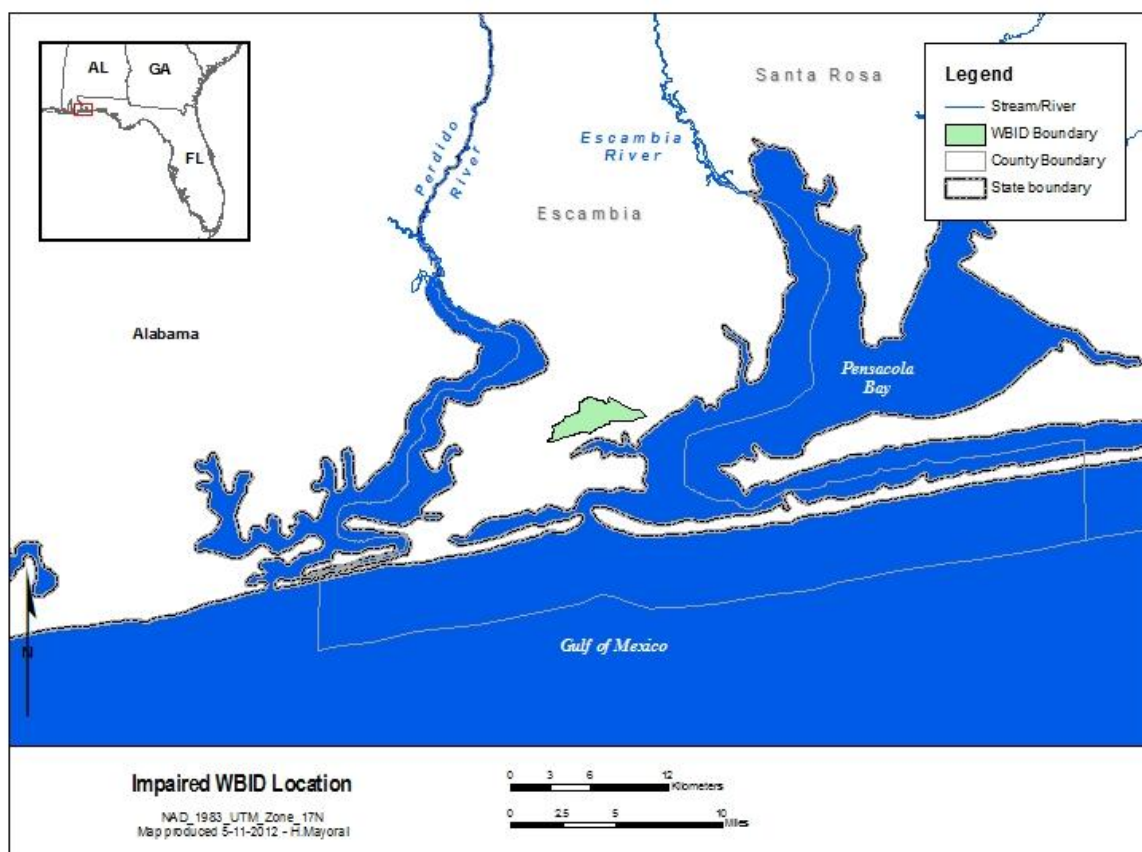 AL
GA
FL
Perdido
River
Escambia
River
Santa Rosa
Escambia
Alabama
Pensacola
Bay
Gulf of Mexico
N
Legend
Stream/River
WBID Boundary
County Boundary
State boundary
Impaired WBID Location
NAD_1983_UTM_Zone_17N
Map produced 5-11-2012 - H.Mayorall
0 3 6 12
Kilometers
0 2.5 5 10
Miles